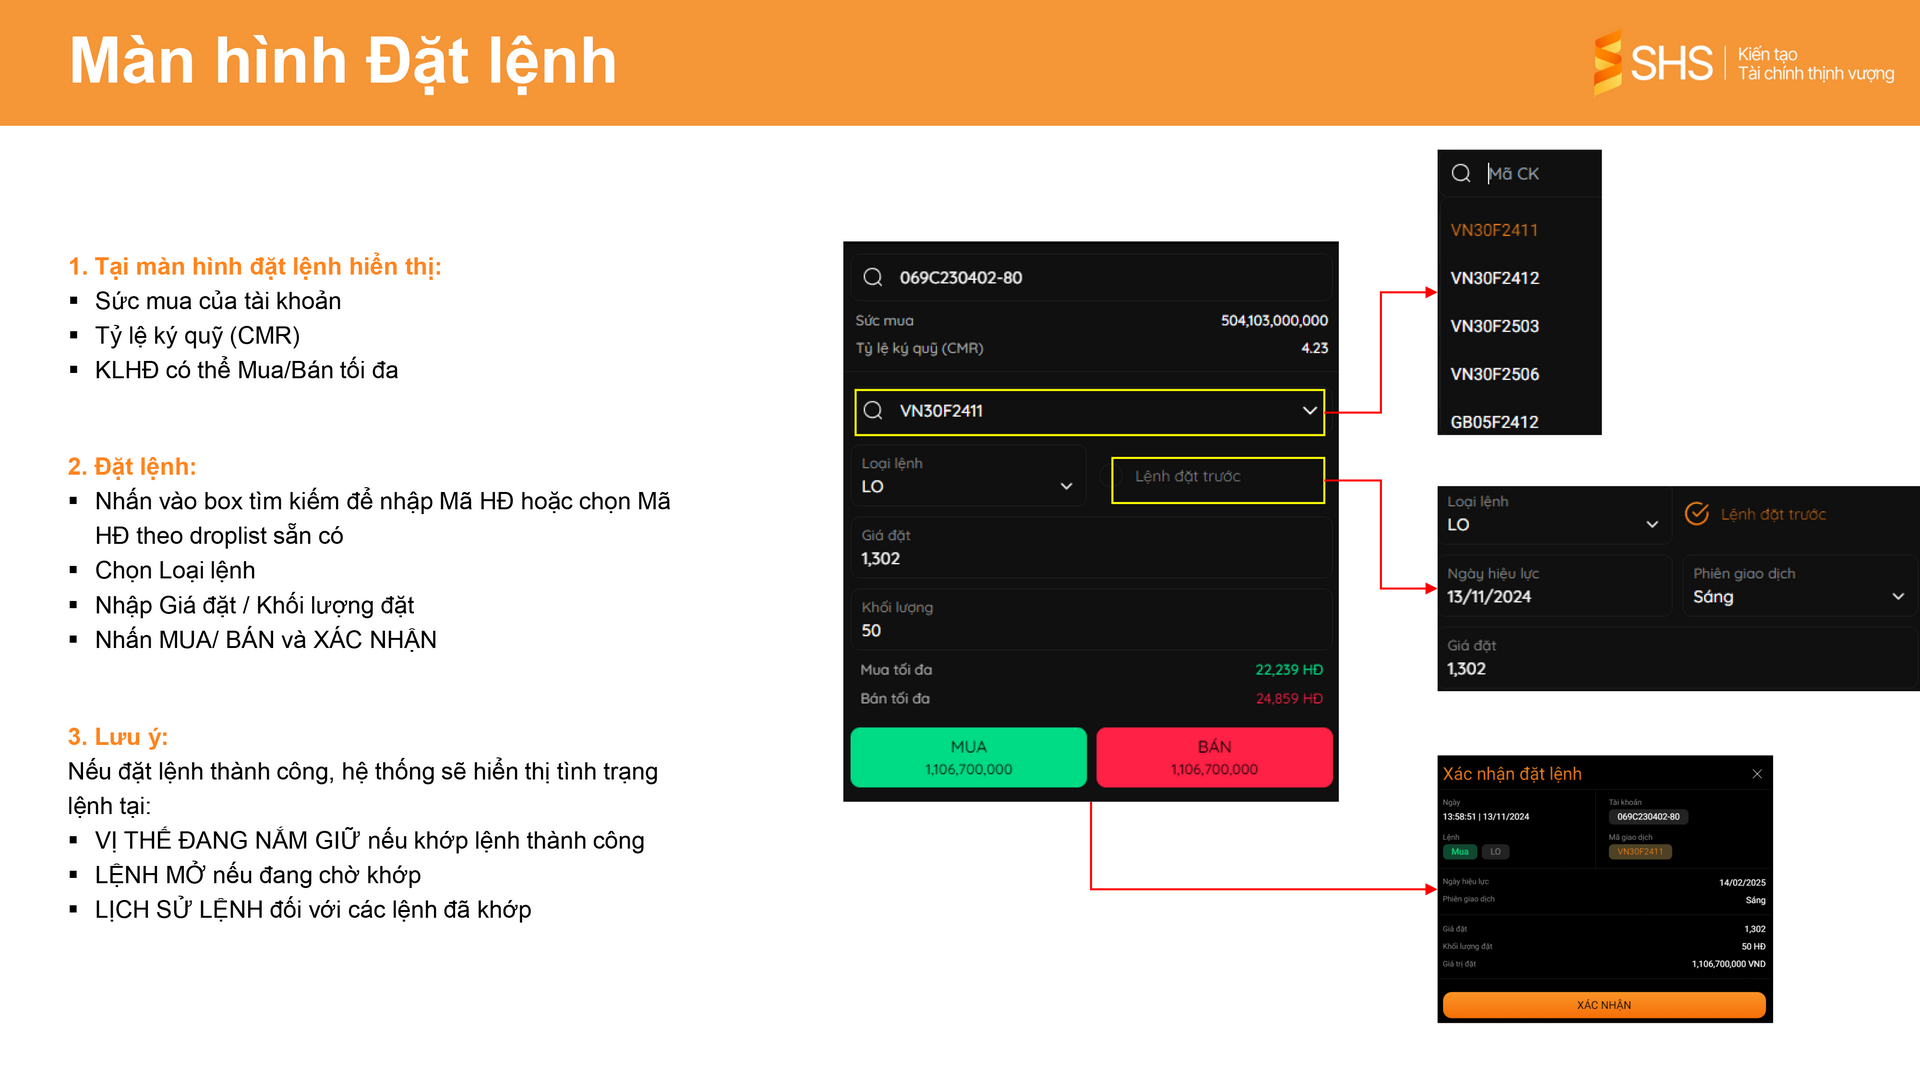 Màn hình Đặt lệnh
SHS
Kiến tạo
Tài chính thịnh vượng
1. Tại màn hình đặt lệnh hiển thị:
▪ Sức mua của tài khoản
▪ Tỷ lệ ký quỹ (CMR)
▪ KLHĐ có thể Mua/Bán tối đa
2. Đặt lệnh:
▪ Nhấn vào box tìm kiếm để nhập Mã HĐ hoặc chọn Mã
HĐ theo droplist sẵn có
▪ Chọn Loại lệnh
▪ Nhập Giá đặt / Khối lượng đặt
▪ Nhấn MUA/ BÁN và XÁC NHẬN
3. Lưu ý:
Nếu đặt lệnh thành công, hệ thống sẽ hiển thị tình trạng
lệnh tại:
▪ VỊ THẾ ĐANG NẮM GIỮ nếu khớp lệnh thành công
▪ LỆNH MỞ nếu đang chờ khớp
▪ LỊCH SỬ LỆNH đối với các lệnh đã khớp
069C230402-80
Sức mua 504,103,000,000
Tỷ lệ ký quỹ (CMR) 4.23
VN30F2411
Loại lệnh
LO
Lệnh đặt trước
Giá đặt
1,302
Khối lượng
50
Mua tối đa 22,239 HĐ
Bán tối đa 24,859 HĐ
MUA
1,106,700,000
BÁN
1,106,700,000
Mã CK
VN30F2411
VN30F2412
VN30F2503
VN30F2506
GB05F2412
Loại lệnh
LO
Lệnh đặt trước
Ngày hiệu lực
13/11/2024
Phiên giao dịch
Sáng
Giá đặt
1,302
Xác nhận đặt lệnh
Ngày
13:58:51 | 13/11/2024
Tài khoản
069C230402-80
Lệnh
Mua LO
Mã giao dịch
VN30F2411
Ngày hiệu lực 14/02/2025
Phiên giao dịch Sáng
Giá đặt 1,302
Khối lượng đặt 50 HĐ
Giá trị đặt 1,106,700,000 VND
XÁC NHẬN